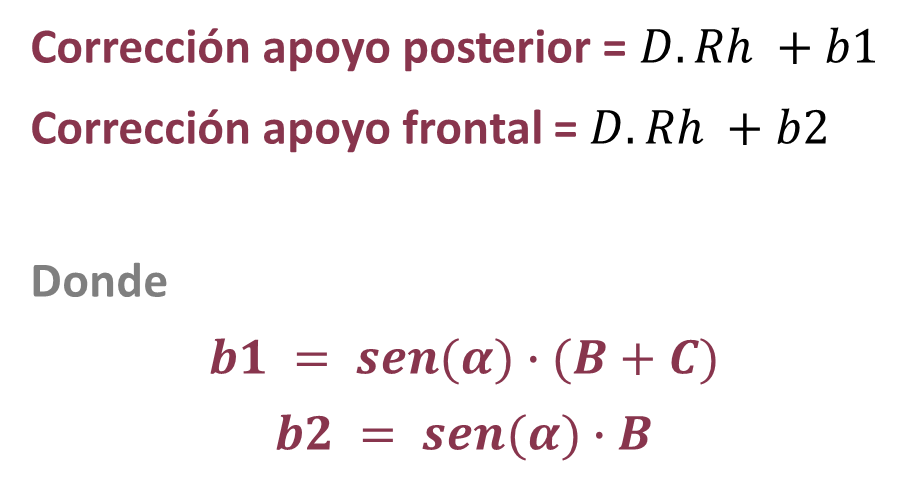 Corrección apoyo posterior = D.Rh + b1
Corrección apoyo frontal = D.Rh + b2
Donde
b1 = sen(α) · (B + C)
b2 = sen(α) · B